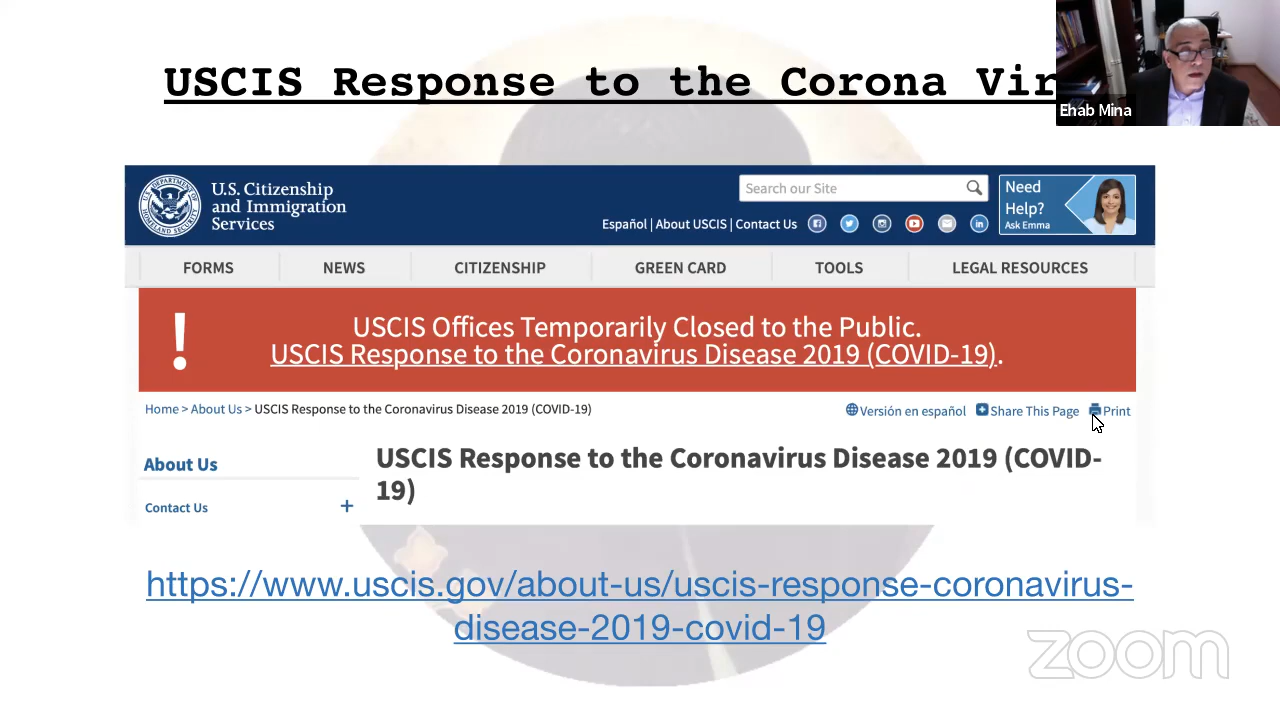 USCIS Response to the Corona Vir
Ehab Mina
U.S. Citizenship
and Immigration
Services
Search our Site
Español | About USCIS | Contact Us
Need
Help?
Ask Emma
FORMS
NEWS
CITIZENSHIP
GREEN CARD
TOOLS
LEGAL RESOURCES
!
USCIS Offices Temporarily Closed to the Public.
USCIS Response to the Coronavirus Disease 2019 (COVID-19).
Home > About Us > USCIS Response to the Coronavirus Disease 2019 (COVID-19)
Versión en español
Share This Page
Print
About Us
Contact Us +
USCIS Response to the Coronavirus Disease 2019 (COVID-
19)
https://www.uscis.gov/about-us/uscis-response-coronavirus-
disease-2019-covid-19
zoom